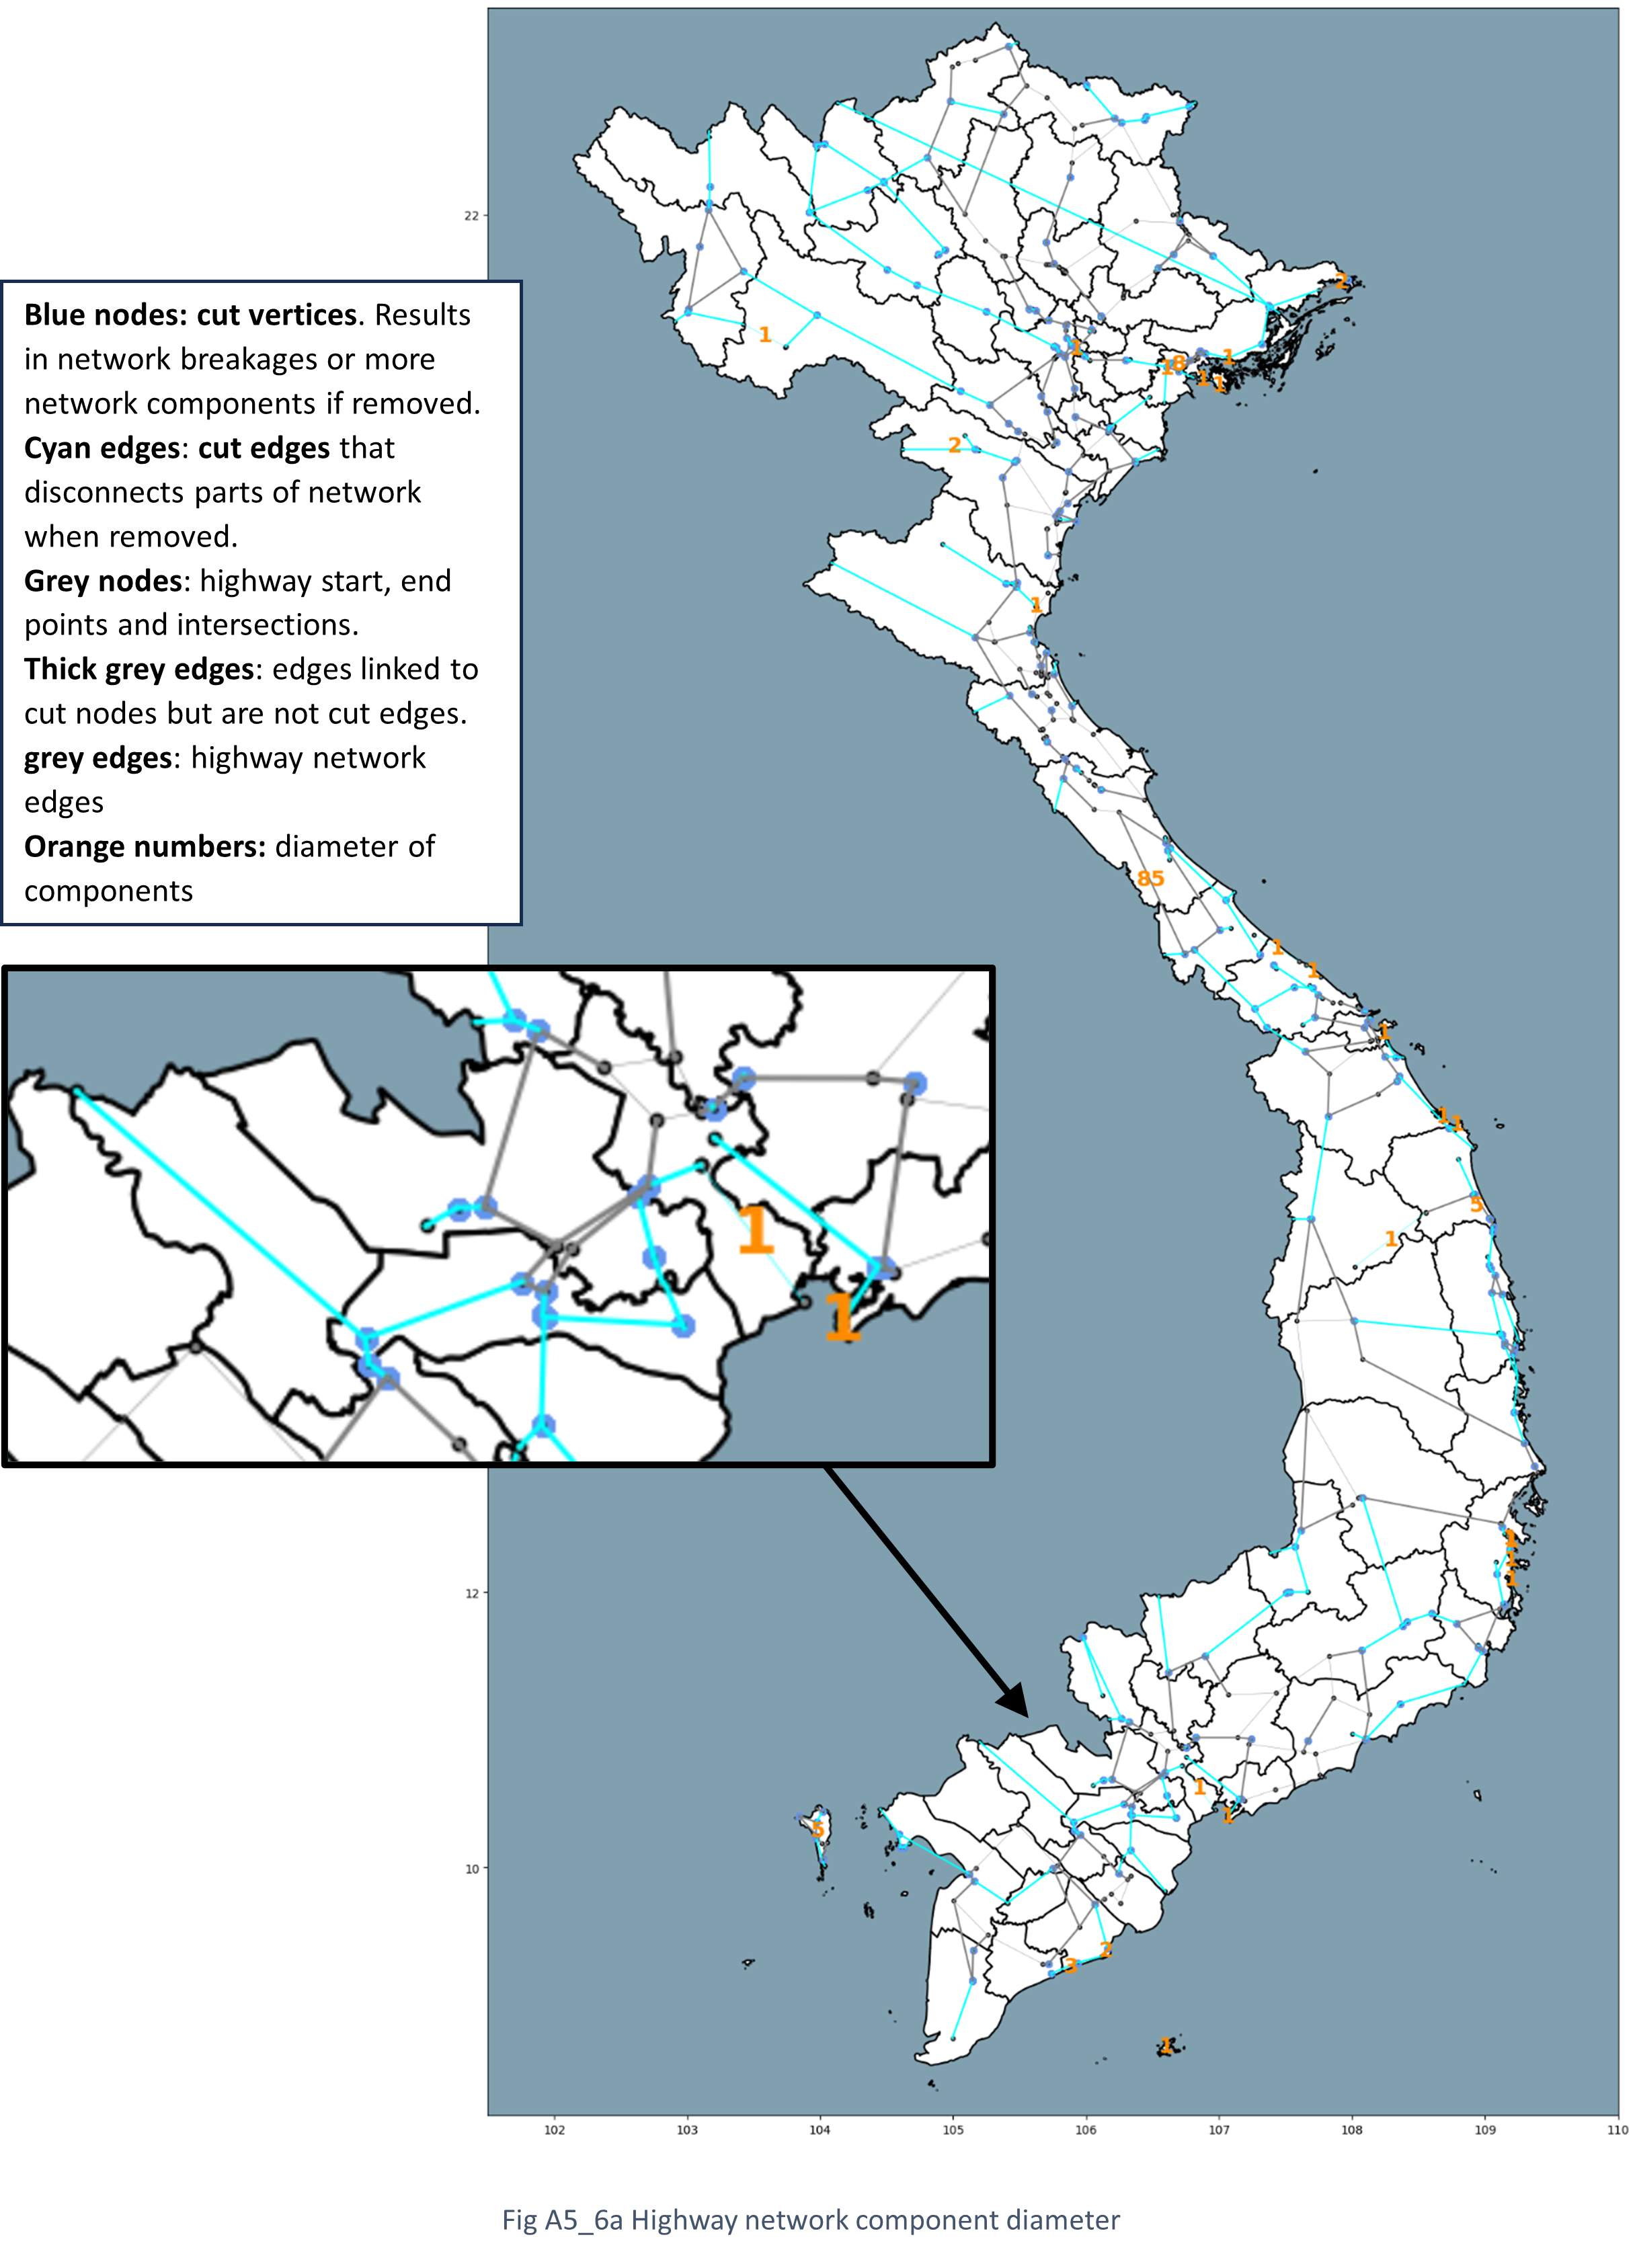 22
2
1
1
1
18
1
1
1
2
Blue nodes: cut vertices. Results
in network breakages or more
network components if removed.
Cyan edges: cut edges that
disconnects parts of network
when removed.
Grey nodes: highway start, end
points and intersections.
Thick grey edges: edges linked to
cut nodes but are not cut edges.
grey edges: highway network
edges
Orange numbers: diameter of
components
1
85
1
1
1
1
1
5
1
1
1
1
1
1
12
1
1
5
10
2
3
1
102 103 104 105 106 107 108 109 110
Fig A5_6a Highway network component diameter